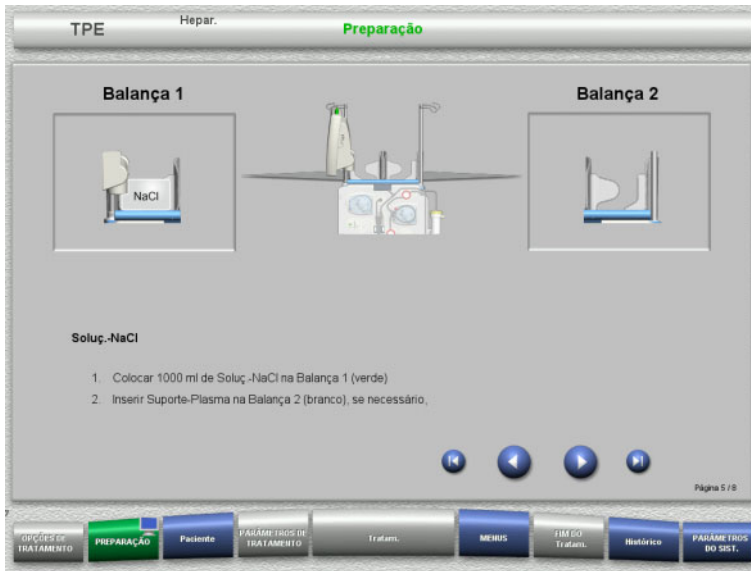 TPE
Hepar.
Preparação
Balança 1
Balança 2
NaCl
Soluç.-NaCl
1. Colocar 1000 ml de Soluç.-NaCl na Balança 1 (verde)
2. Inserir Suporte-Plasma na Balança 2 (branco), se necessário,
Página 5 / 8
7
OPÇÕES DE
TRATAMENTO
PREPARAÇÃO
Paciente
PARÂMETROS DE
TRATAMENTO
Tratam.
MENUS
FIM DO
Tratam.
Histórico
PARÂMETROS
DO SIST.